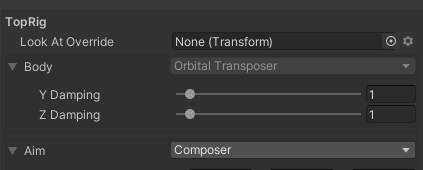 TopRig
Look At Override None (Transform)
Body Orbital Transposer
Y Damping 1
Z Damping 1
Aim Composer